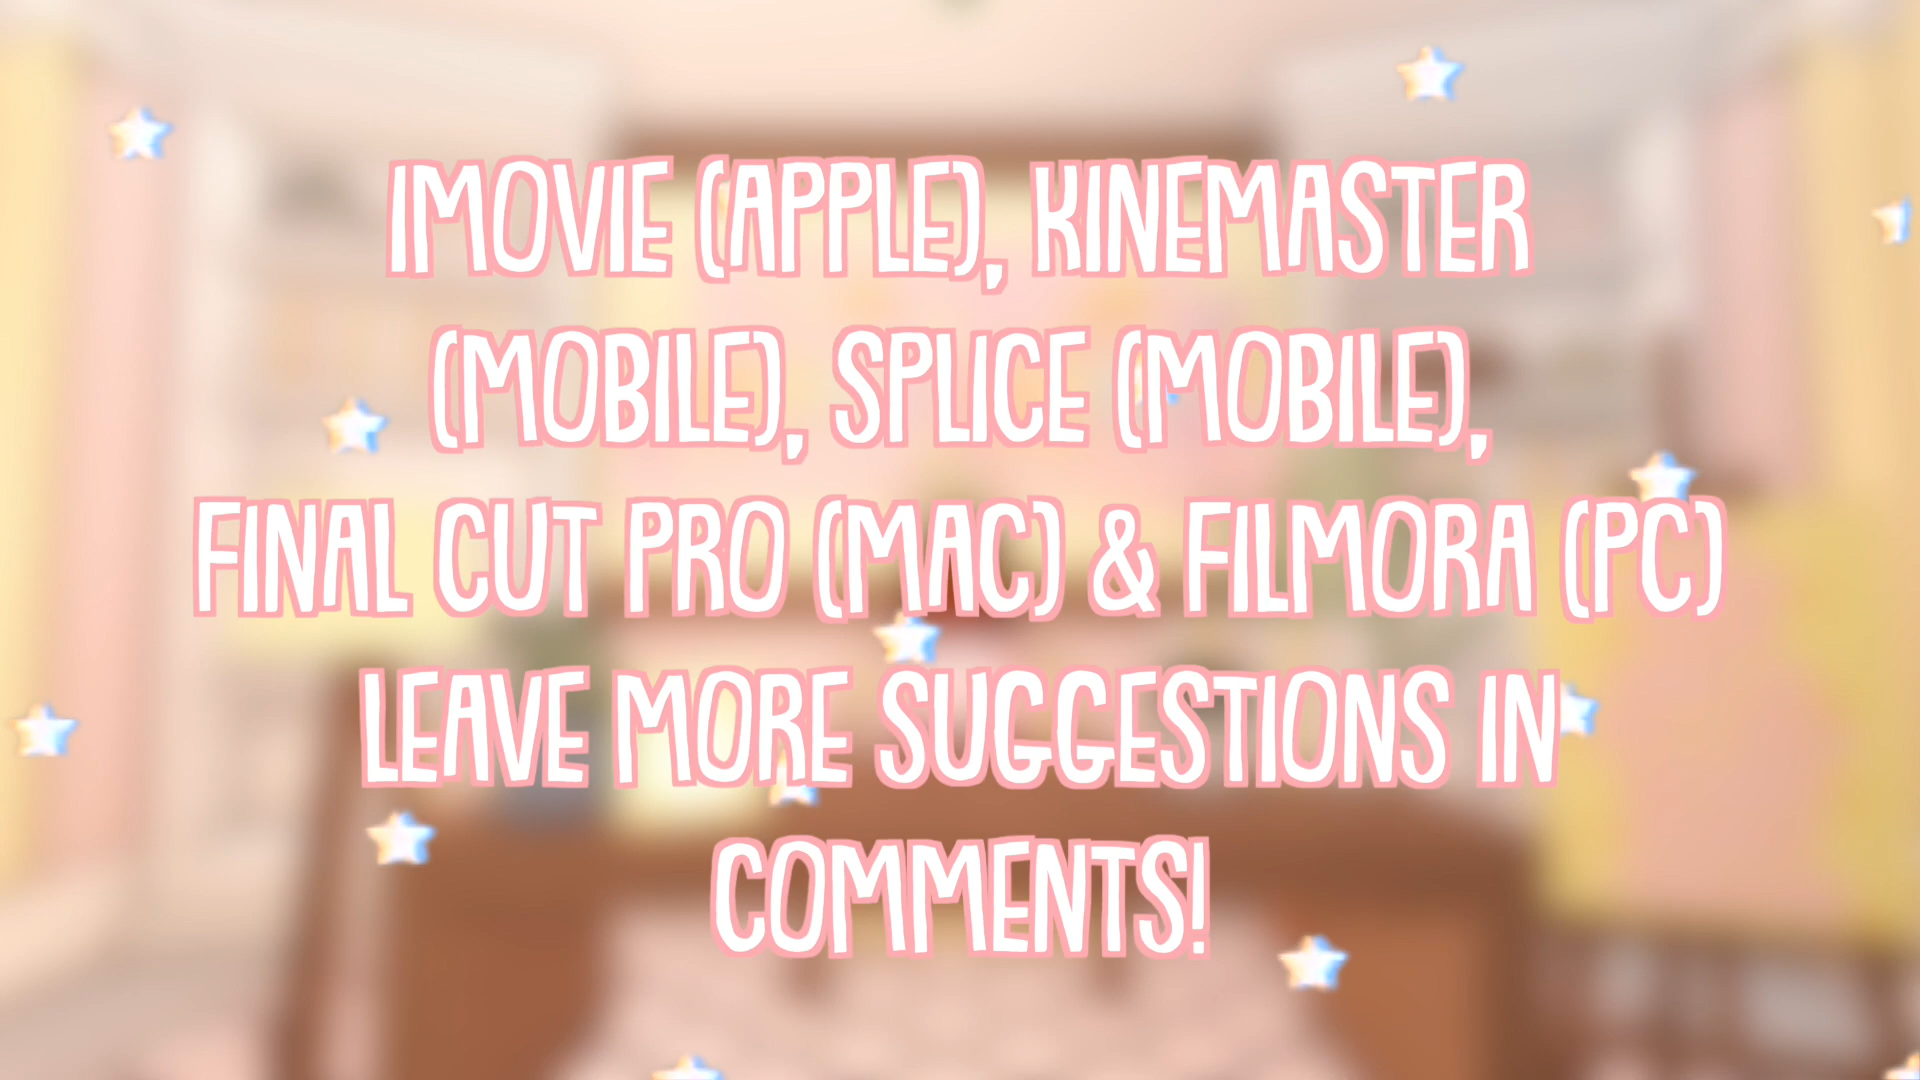 IMOVIE (APPLE), KINEMASTER
(MOBILE), SPLICE (MOBILE),
FINAL CUT PRO (MAC) & FILMORA (PC)
LEAVE MORE SUGGESTIONS IN
COMMENTS!